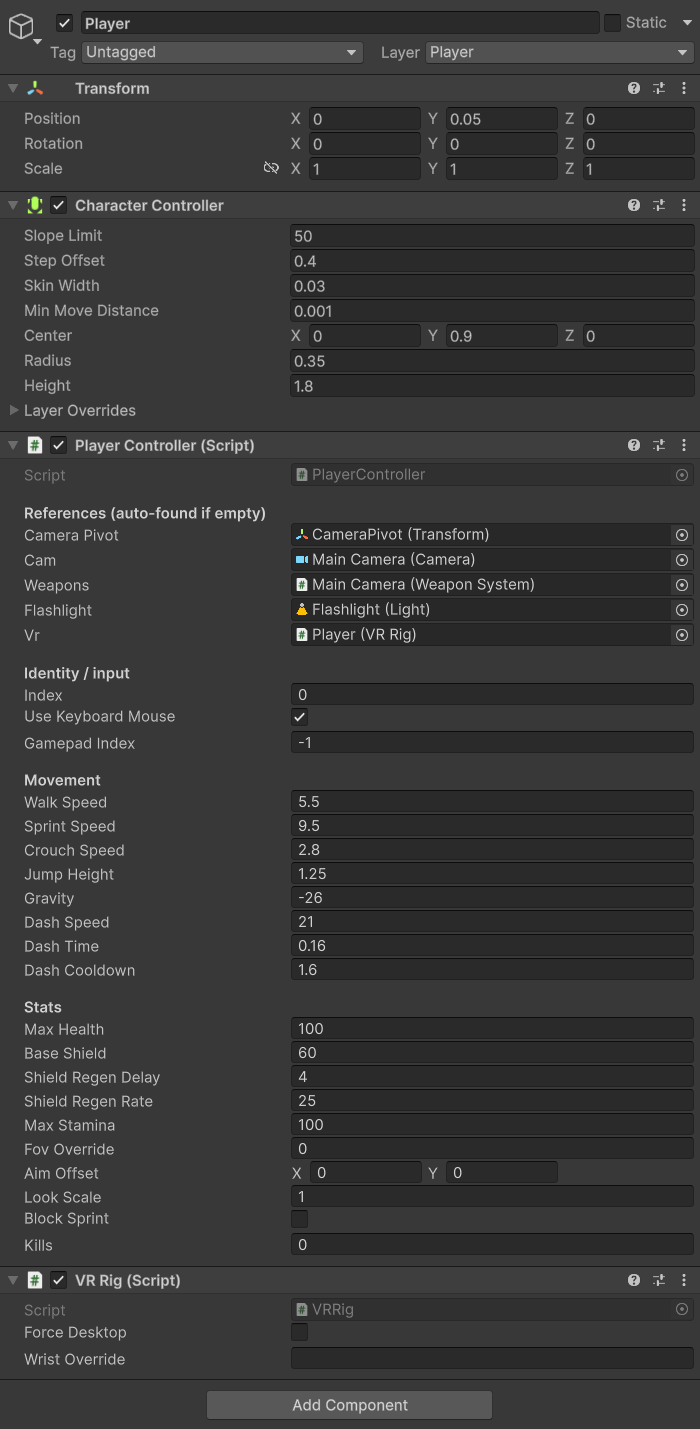 Player
Static
Tag Untagged Layer Player
Transform
Position X 0 Y 0.05 Z 0
Rotation X 0 Y 0 Z 0
Scale X 1 Y 1 Z 1
Character Controller
Slope Limit 50
Step Offset 0.4
Skin Width 0.03
Min Move Distance 0.001
Center X 0 Y 0.9 Z 0
Radius 0.35
Height 1.8
Layer Overrides
# Player Controller (Script)
Script # PlayerController
References (auto-found if empty)
Camera Pivot CameraPivot (Transform)
Cam Main Camera (Camera)
Weapons # Main Camera (Weapon System)
Flashlight Flashlight (Light)
Vr # Player (VR Rig)
Identity / input
Index 0
Use Keyboard Mouse
Gamepad Index -1
Movement
Walk Speed 5.5
Sprint Speed 9.5
Crouch Speed 2.8
Jump Height 1.25
Gravity -26
Dash Speed 21
Dash Time 0.16
Dash Cooldown 1.6
Stats
Max Health 100
Base Shield 60
Shield Regen Delay 4
Shield Regen Rate 25
Max Stamina 100
Fov Override 0
Aim Offset X 0 Y 0
Look Scale 1
Block Sprint
Kills 0
# VR Rig (Script)
Script # VRRig
Force Desktop
Wrist Override
Add Component